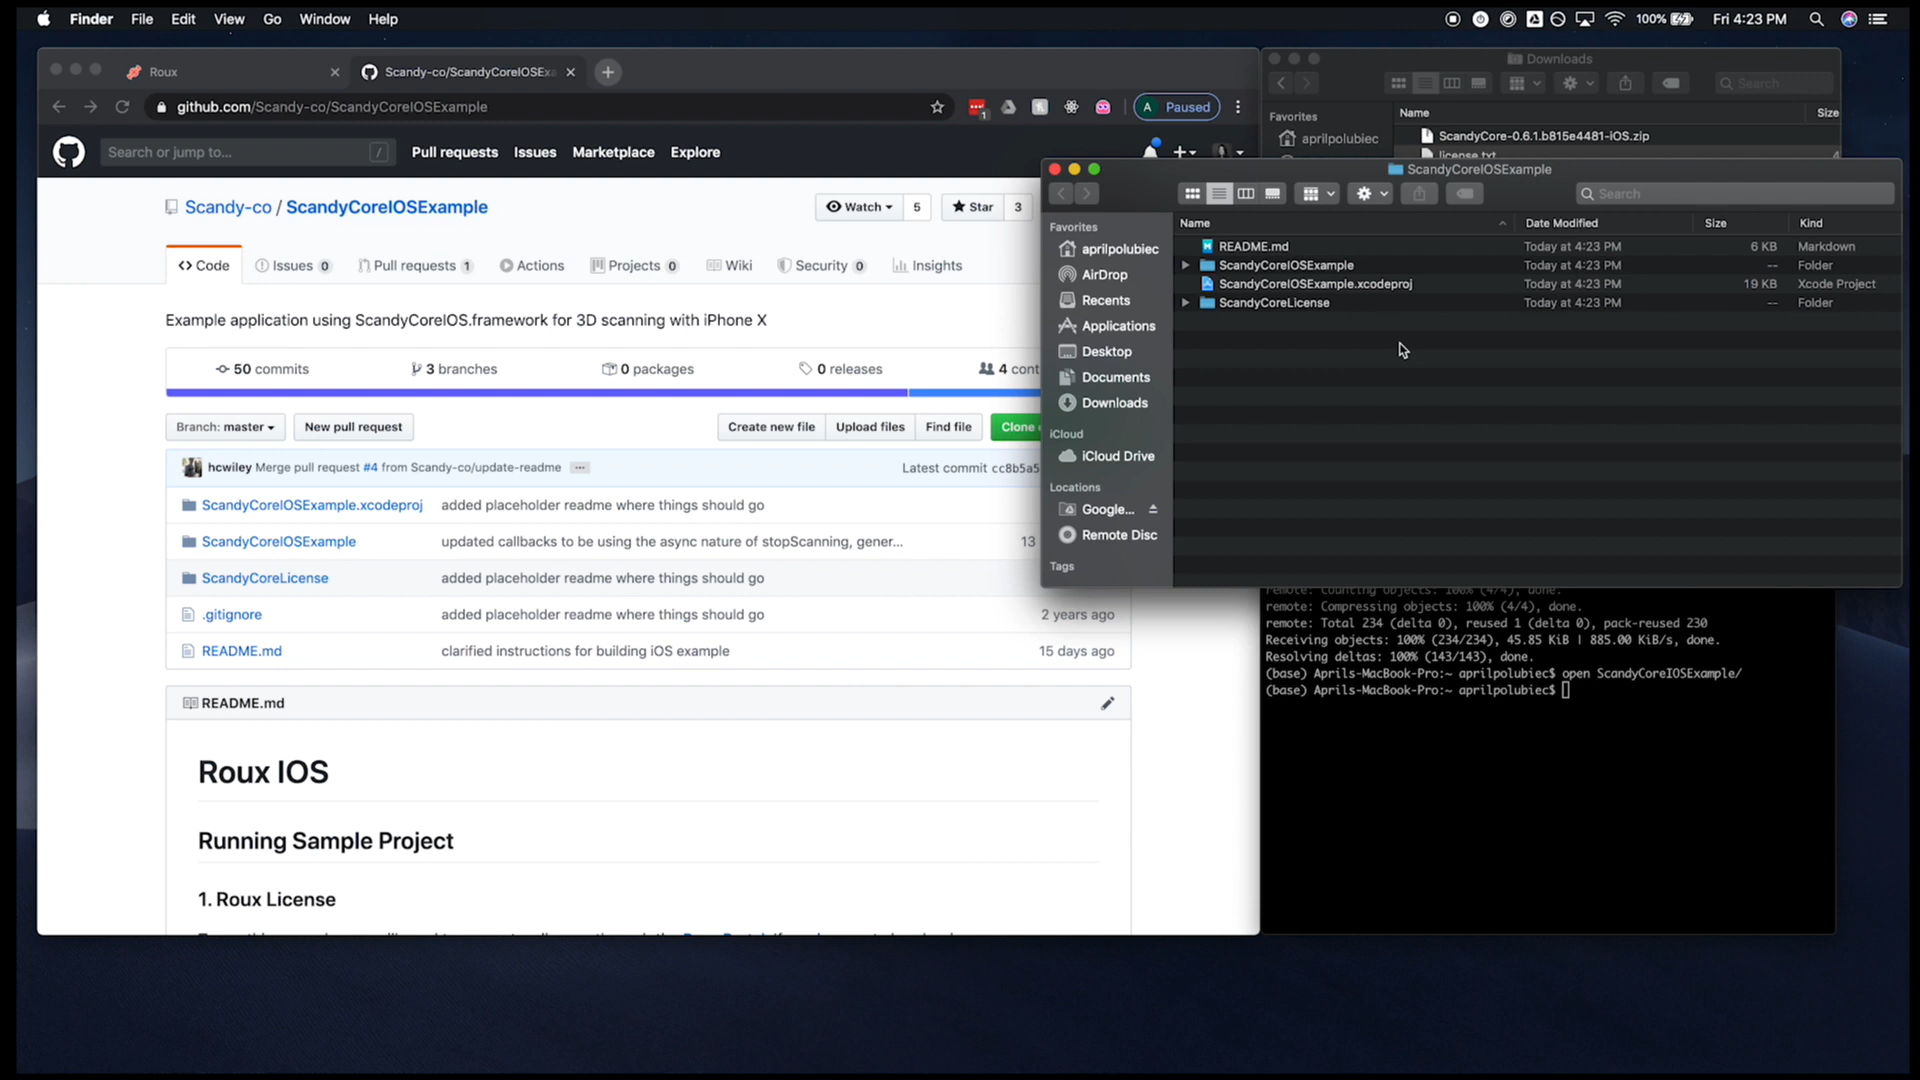 Finder File Edit View Go Window Help
100% Fri 4:23 PM
Roux
Scandy-co/ScandyCoreIOSExa
github.com/Scandy-co/ScandyCoreIOSExample
1
A Paused
Search or jump to... /
Pull requests Issues Marketplace Explore
Scandy-co / ScandyCoreIOSExample
Watch 5 Star 3
Code Issues 0 Pull requests 1 Actions Projects 0 Wiki Security 0 Insights
Example application using ScandyCoreIOS.framework for 3D scanning with iPhone X
50 commits 3 branches 0 packages 0 releases 4 cont
Branch: master New pull request Create new file Upload files Find file Clone
hcwiley Merge pull request #4 from Scandy-co/update-readme ... Latest commit cc8b5a5
ScandyCoreIOSExample.xcodeproj added placeholder readme where things should go
ScandyCoreIOSExample updated callbacks to be using the async nature of stopScanning, gener... 13
ScandyCoreLicense added placeholder readme where things should go
.gitignore added placeholder readme where things should go 2 years ago
README.md clarified instructions for building iOS example 15 days ago
README.md
Roux IOS
Running Sample Project
1. Roux License
Downloads
Search
Favorites
aprilpolubiec
Name Size
ScandyCore-0.6.1.b815e4481-iOS.zip
license.txt 4
ScandyCoreIOSExample
Search
Favorites
aprilpolubiec
AirDrop
Recents
Applications
Desktop
Documents
Downloads
iCloud
iCloud Drive
Locations
Google...
Remote Disc
Tags
Name Date Modified Size Kind
README.md Today at 4:23 PM 6 KB Markdown
ScandyCoreIOSExample Today at 4:23 PM -- Folder
ScandyCoreIOSExample.xcodeproj Today at 4:23 PM 19 KB Xcode Project
ScandyCoreLicense Today at 4:23 PM -- Folder
remote: Counting objects: 100% (4/4), done.
remote: Compressing objects: 100% (4/4), done.
remote: Total 234 (delta 0), reused 1 (delta 0), pack-reused 230
Receiving objects: 100% (234/234), 45.85 KiB | 885.00 KiB/s, done.
Resolving deltas: 100% (143/143), done.
(base) Aprils-MacBook-Pro:~ aprilpolubiec$ open ScandyCoreIOSExample/
(base) Aprils-MacBook-Pro:~ aprilpolubiec$